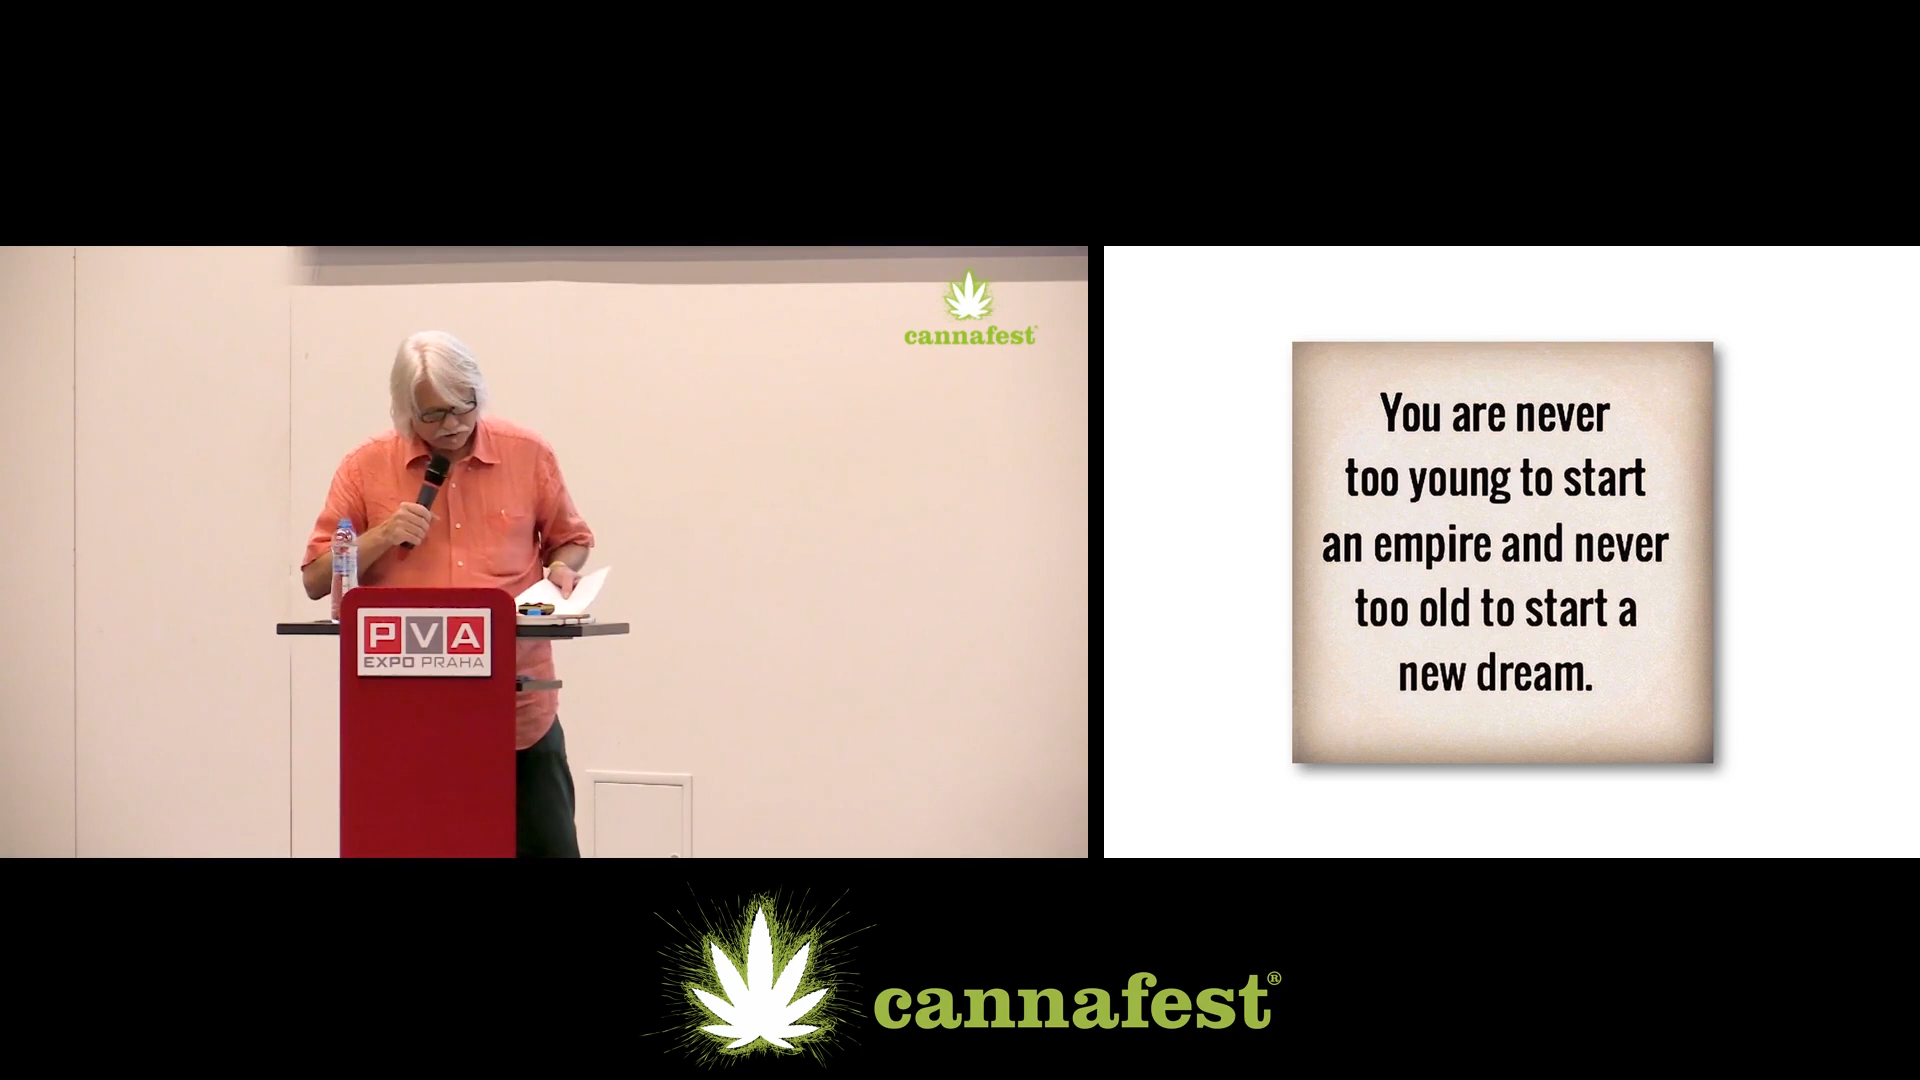 cannafest
PVA
EXPO PRAHA
You are never
too young to start
an empire and never
too old to start a
new dream.
cannafest®